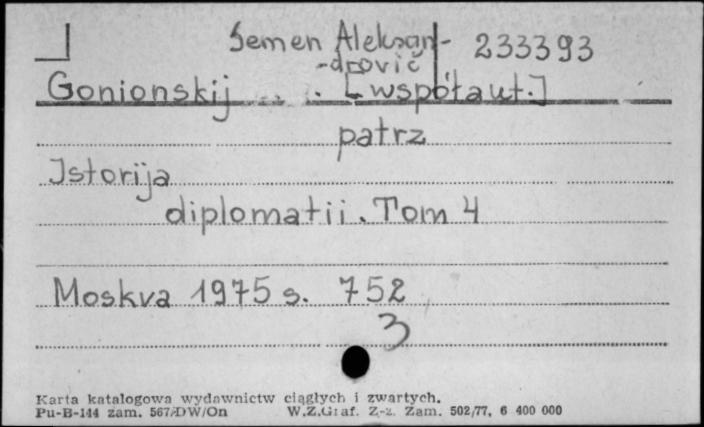 Semen Aleksan- 233393
-drovič
Gonionskij . . . [współaut.]
patrz
Istorija
diplomatii. Tom 4
Moskva 1975 s. 752
3
Karta katalogowa wydawnictw ciągłych i zwartych.
Pu-B-144 zam. 567/DW/On W.Z.Graf. Z-z. Zam. 502/77, 6 400 000